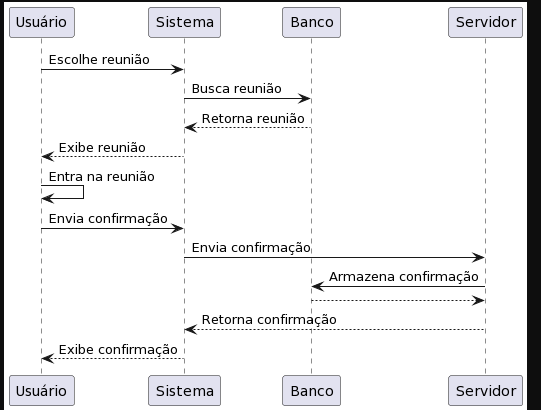 Usuário
Sistema
Banco
Servidor
Escolhe reunião
Busca reunião
Retorna reunião
Exibe reunião
Entra na reunião
Envia confirmação
Envia confirmação
Armazena confirmação
Retorna confirmação
Exibe confirmação
Usuário
Sistema
Banco
Servidor